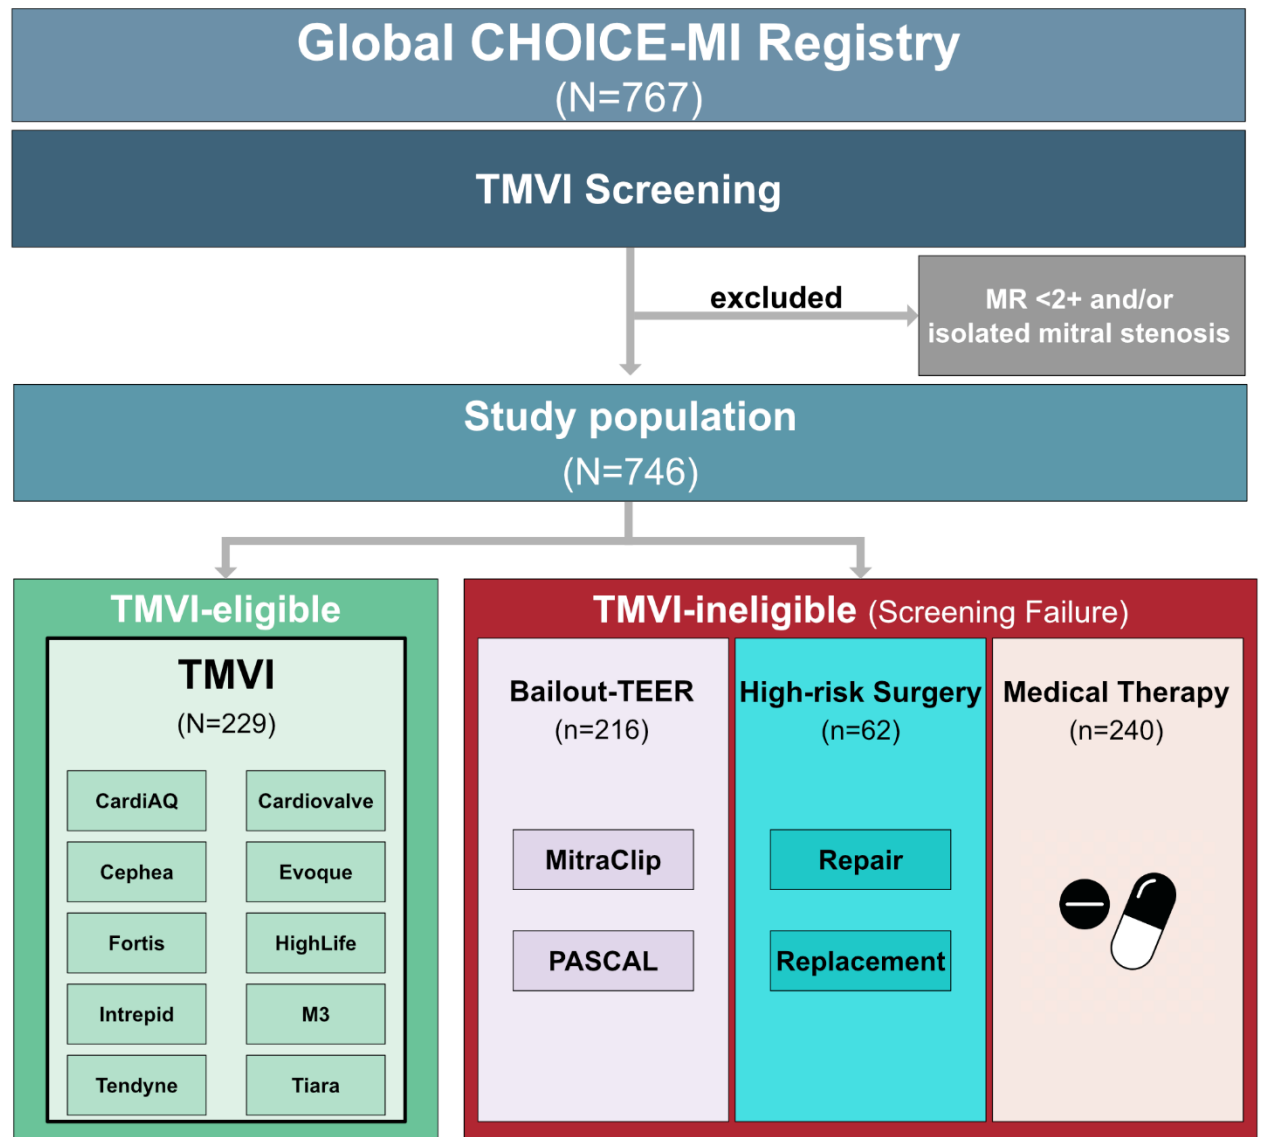 Global CHOICE-MI Registry
(N=767)
TMVI Screening
excluded
MR <2+ and/or
isolated mitral stenosis
Study population
(N=746)
TMVI-eligible
TMVI
(N=229)
CardiAQ
Cardiovalve
Cephea
Evoque
Fortis
HighLife
Intrepid
M3
Tendyne
Tiara
TMVI-ineligible (Screening Failure)
Bailout-TEER
(n=216)
MitraClip
PASCAL
High-risk Surgery
(n=62)
Repair
Replacement
Medical Therapy
(n=240)